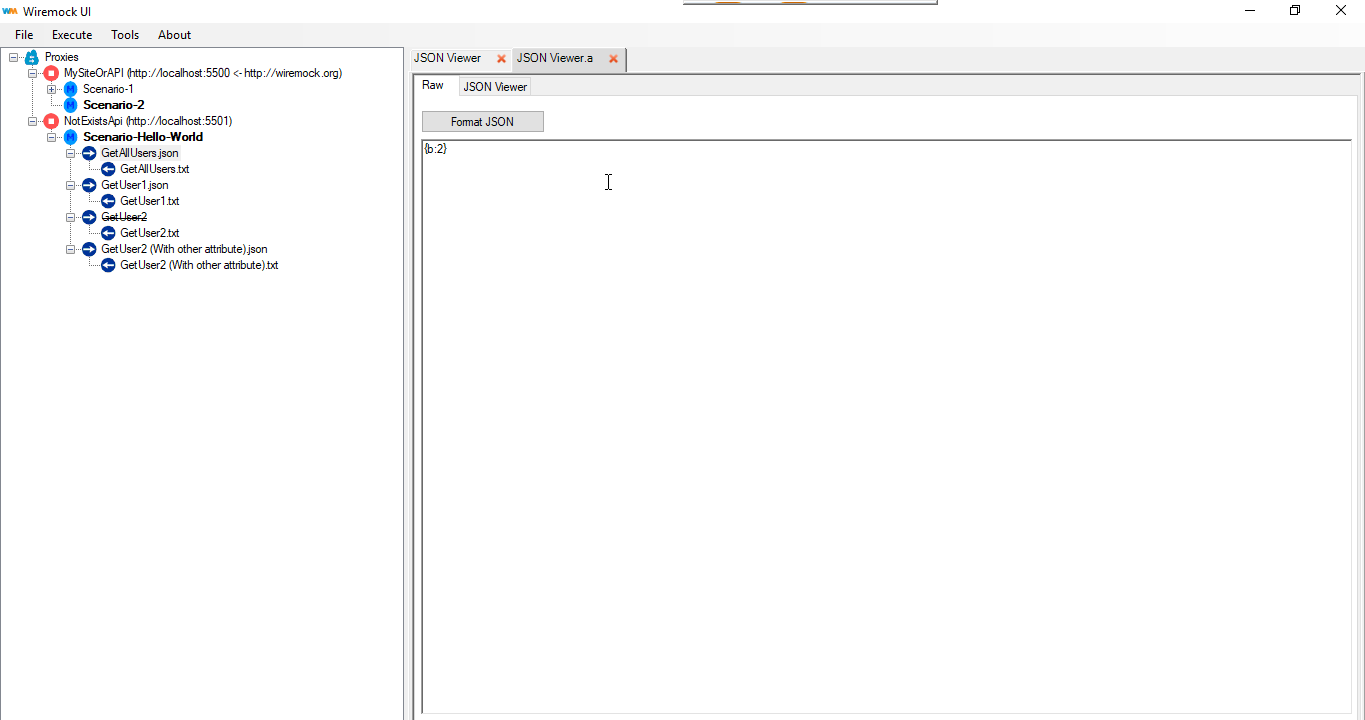 WM Wiremock UI
File Execute Tools About
Proxies
MySiteOrAPI (http://localhost:5500 <- http://wiremock.org)
M Scenario-1
M Scenario-2
NotExistsApi (http://localhost:5501)
M Scenario-Hello-World
GetAllUsers.json
GetAllUsers.txt
GetUser1.json
GetUser1.txt
GetUser2
GetUser2.txt
GetUser2 (With other attribute).json
GetUser2 (With other attribute).txt
JSON Viewer JSON Viewer.a
Raw JSON Viewer
Format JSON
{b:2}